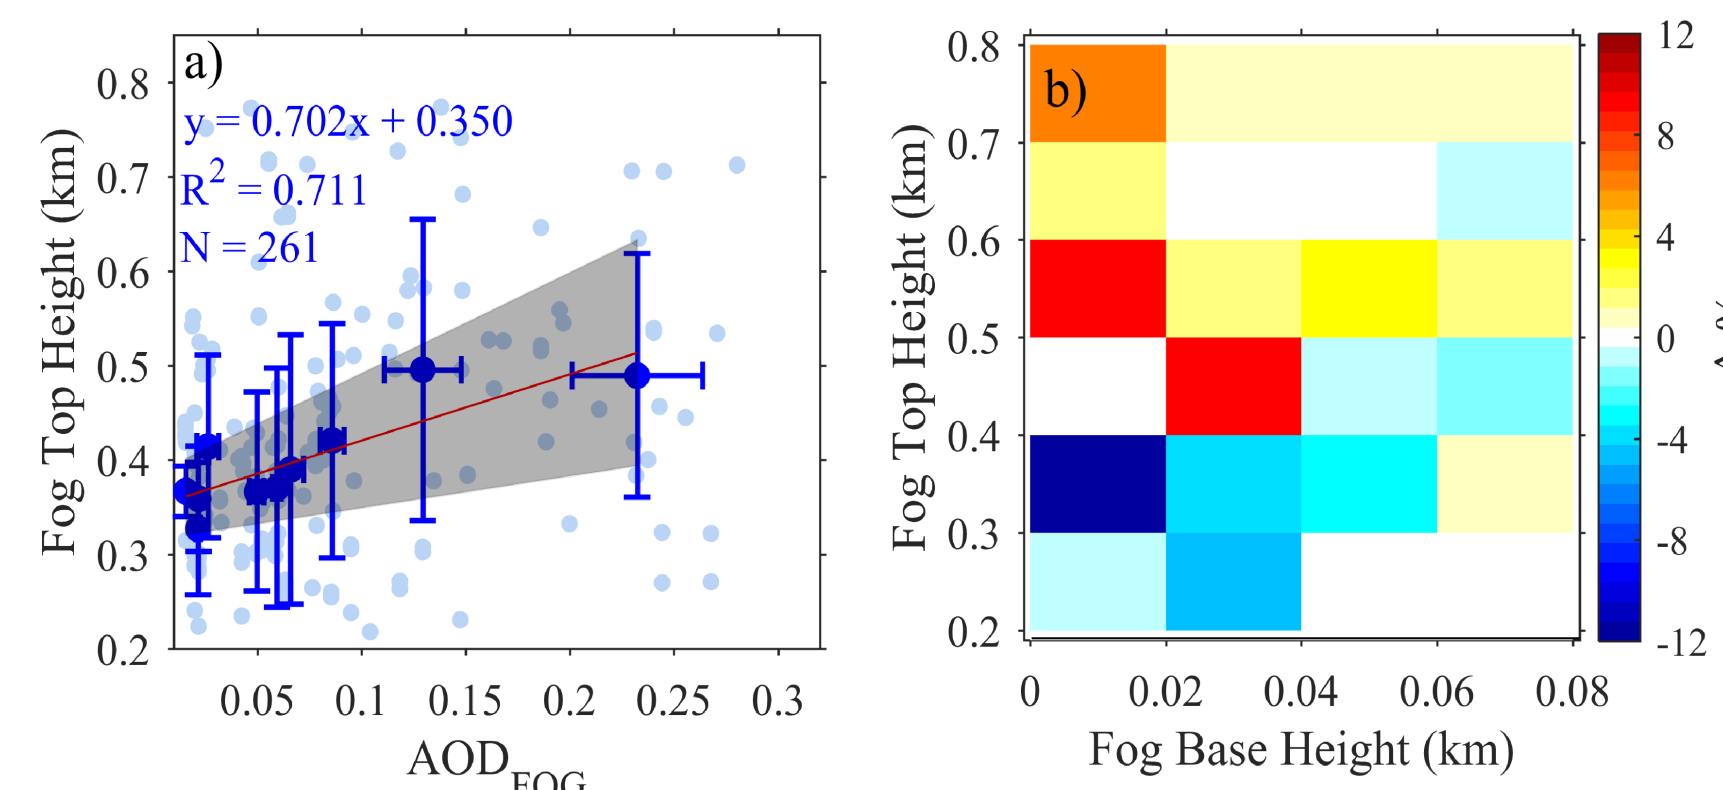 a)
y = 0.702x + 0.350
R² = 0.711
N = 261
0.8
0.7
0.6
0.5
0.4
0.3
0.2
Fog Top Height (km)
0.05 0.1 0.15 0.2 0.25 0.3
AOD_FOG
b)
0.8
0.7
0.6
0.5
0.4
0.3
0.2
Fog Top Height (km)
0 0.02 0.04 0.06 0.08
Fog Base Height (km)
12
8
4
0
-4
-8
-12